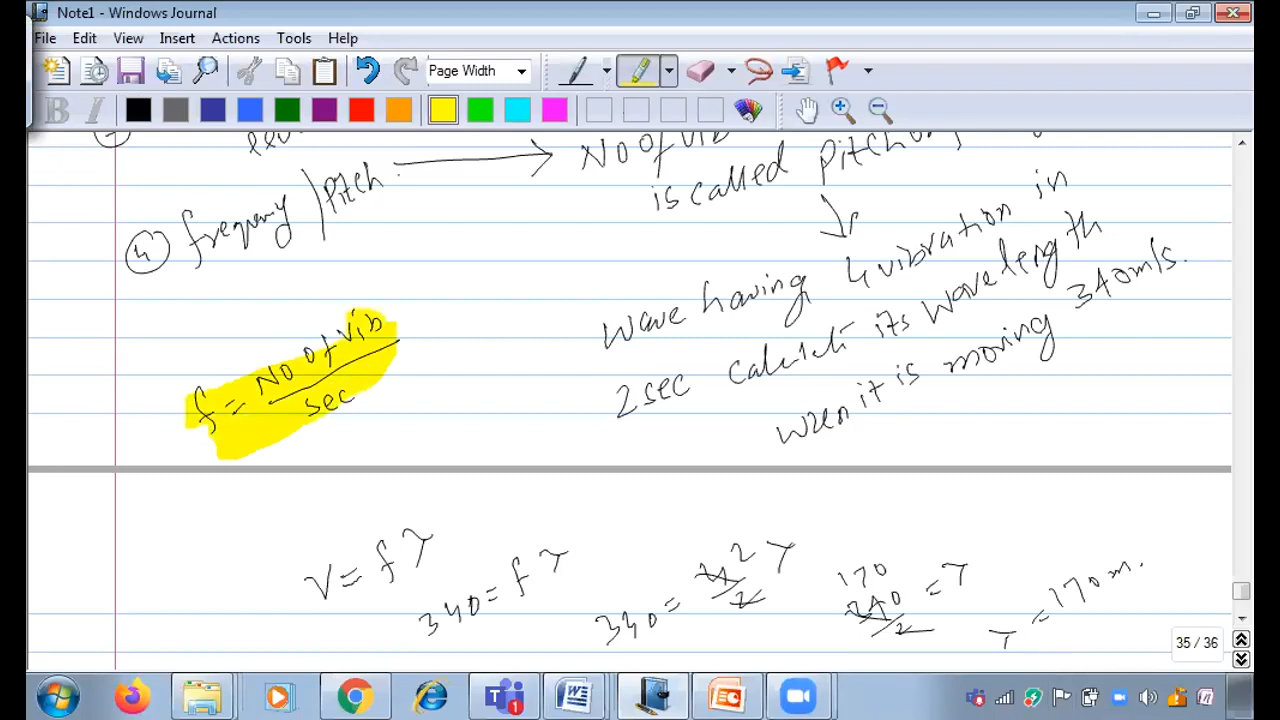 Note1 - Windows Journal
File Edit View Insert Actions Tools Help
Page Width
B I
No of vib
is called Pitch
④ frequency / Pitch
wave having 4 vibration in
2 sec its wavelength
when it is moving 340 m/s.
f = No of Vib / sec
V = f λ
340 = f λ
340 = 4/2 2 λ
170
340/2 = λ
λ = 170 m.
35 / 36